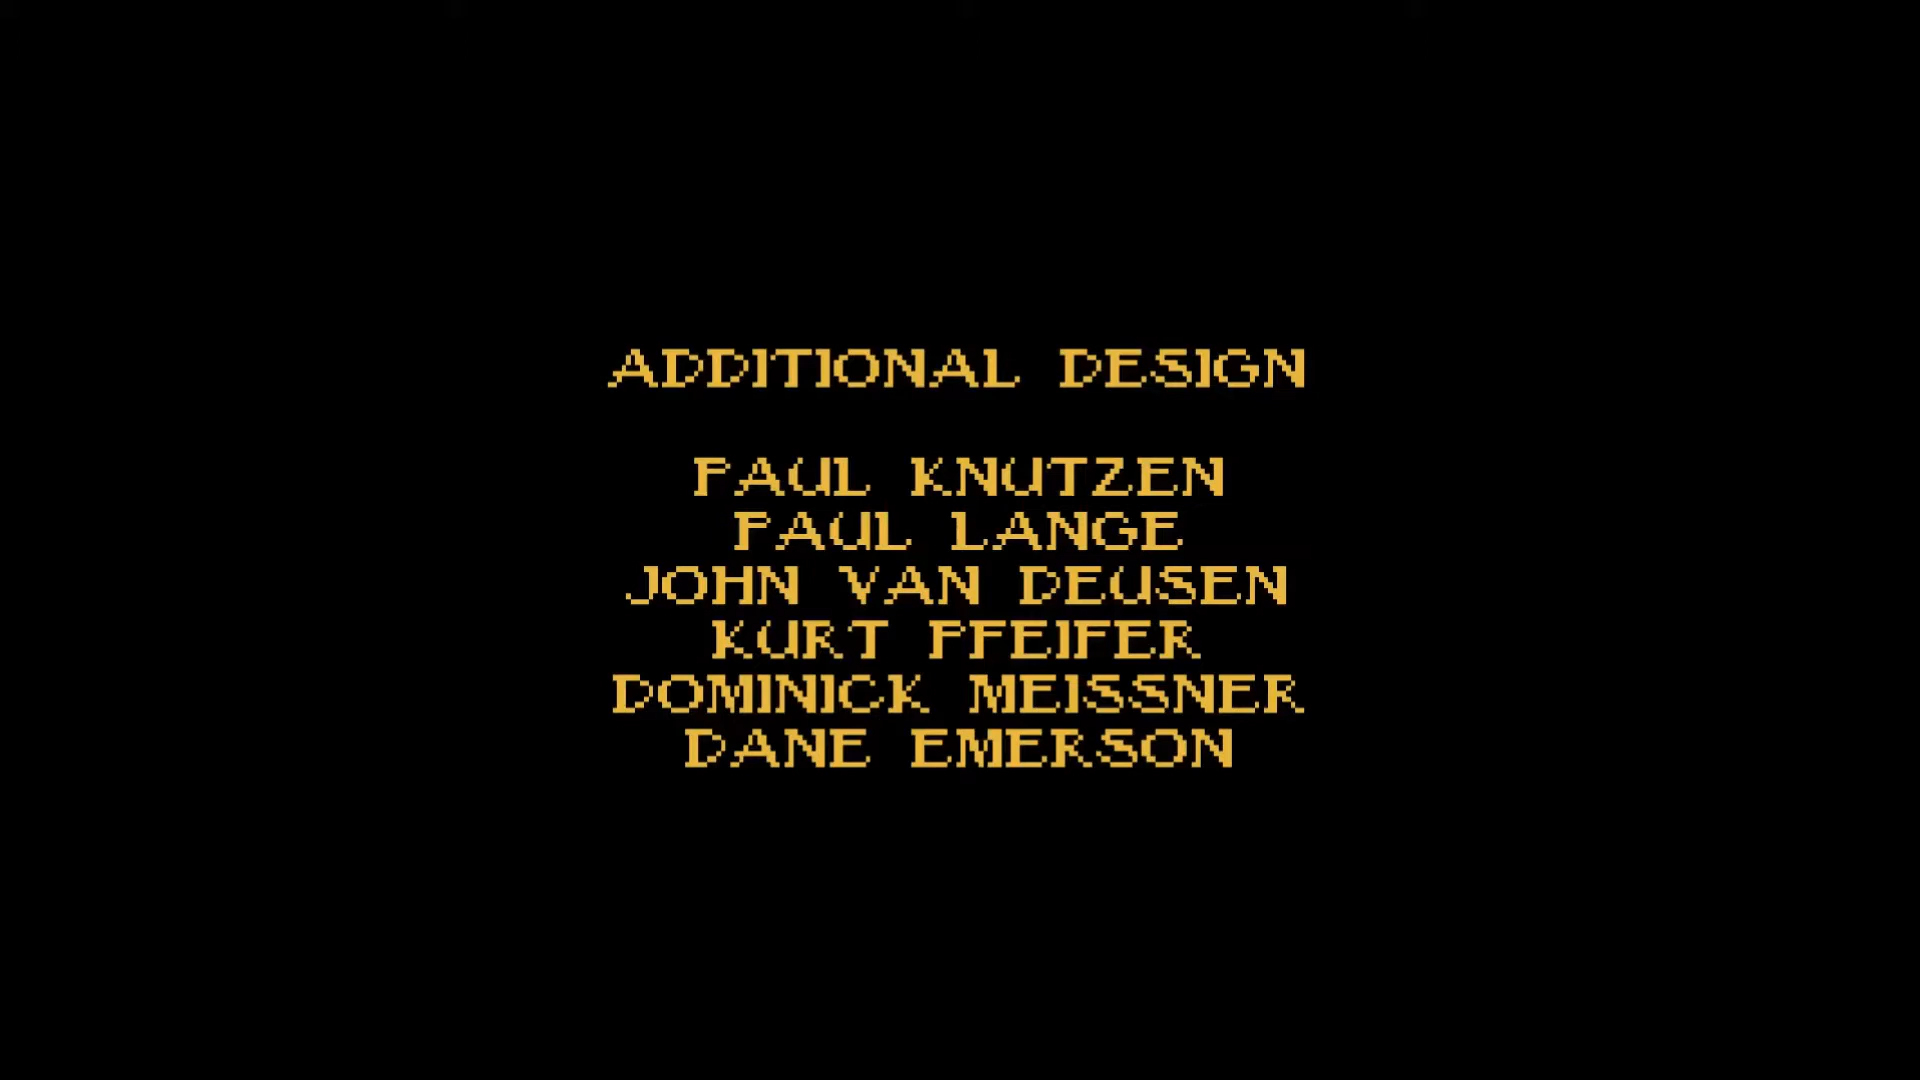 ADDITIONAL DESIGN
PAUL KNUTZEN
PAUL LANGE
JOHN VAN DEUSEN
KURT PFEIFER
DOMINICK MEISSNER
DANE EMERSON